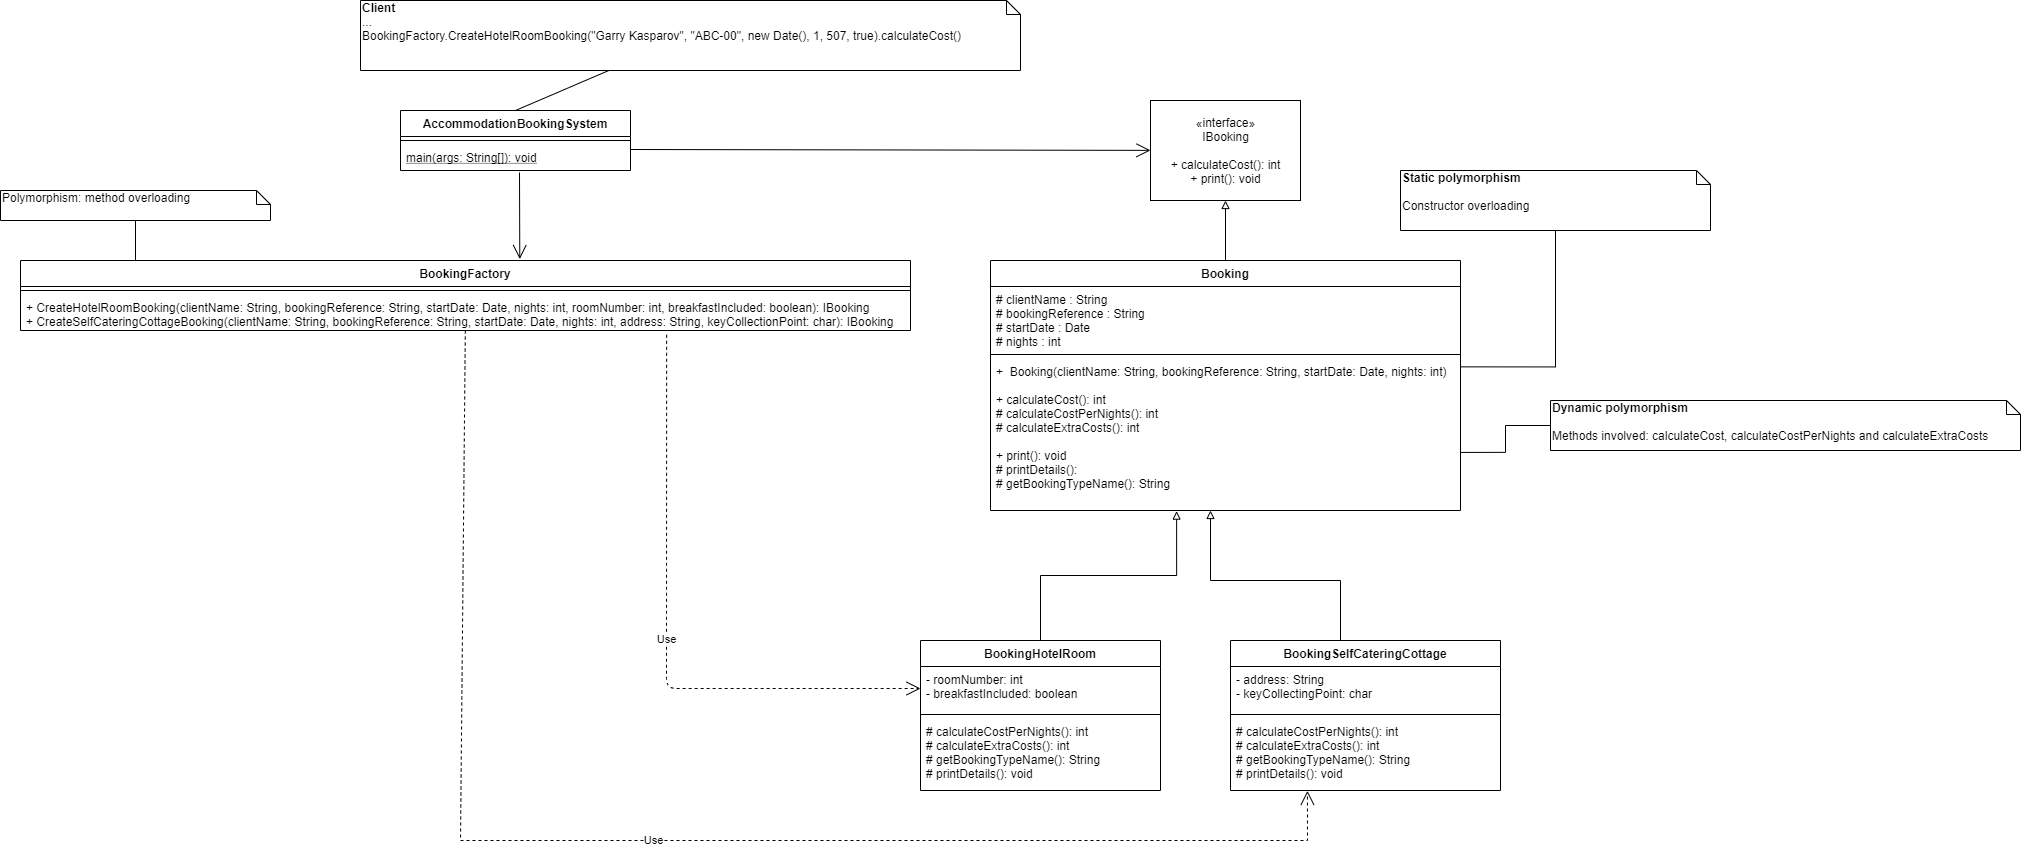 Client
...
BookingFactory.CreateHotelRoomBooking("Garry Kasparov", "ABC-00", new Date(), 1, 507, true).calculateCost()
AccommodationBookingSystem
main(args: String[]): void
«interface»
IBooking
+ calculateCost(): int
+ print(): void
Static polymorphism
Constructor overloading
Polymorphism: method overloading
BookingFactory
+ CreateHotelRoomBooking(clientName: String, bookingReference: String, startDate: Date, nights: int, roomNumber: int, breakfastIncluded: boolean): IBooking
+ CreateSelfCateringCottageBooking(clientName: String, bookingReference: String, startDate: Date, nights: int, address: String, keyCollectionPoint: char): IBooking
Booking
# clientName : String
# bookingReference : String
# startDate : Date
# nights : int
+  Booking(clientName: String, bookingReference: String, startDate: Date, nights: int)
+ calculateCost(): int
# calculateCostPerNights(): int
# calculateExtraCosts(): int
+ print(): void
# printDetails():
# getBookingTypeName(): String
Dynamic polymorphism
Methods involved: calculateCost, calculateCostPerNights and calculateExtraCosts
Use
BookingHotelRoom
- roomNumber: int
- breakfastIncluded: boolean
# calculateCostPerNights(): int
# calculateExtraCosts(): int
# getBookingTypeName(): String
# printDetails(): void
BookingSelfCateringCottage
- address: String
- keyCollectingPoint: char
# calculateCostPerNights(): int
# calculateExtraCosts(): int
# getBookingTypeName(): String
# printDetails(): void
Use